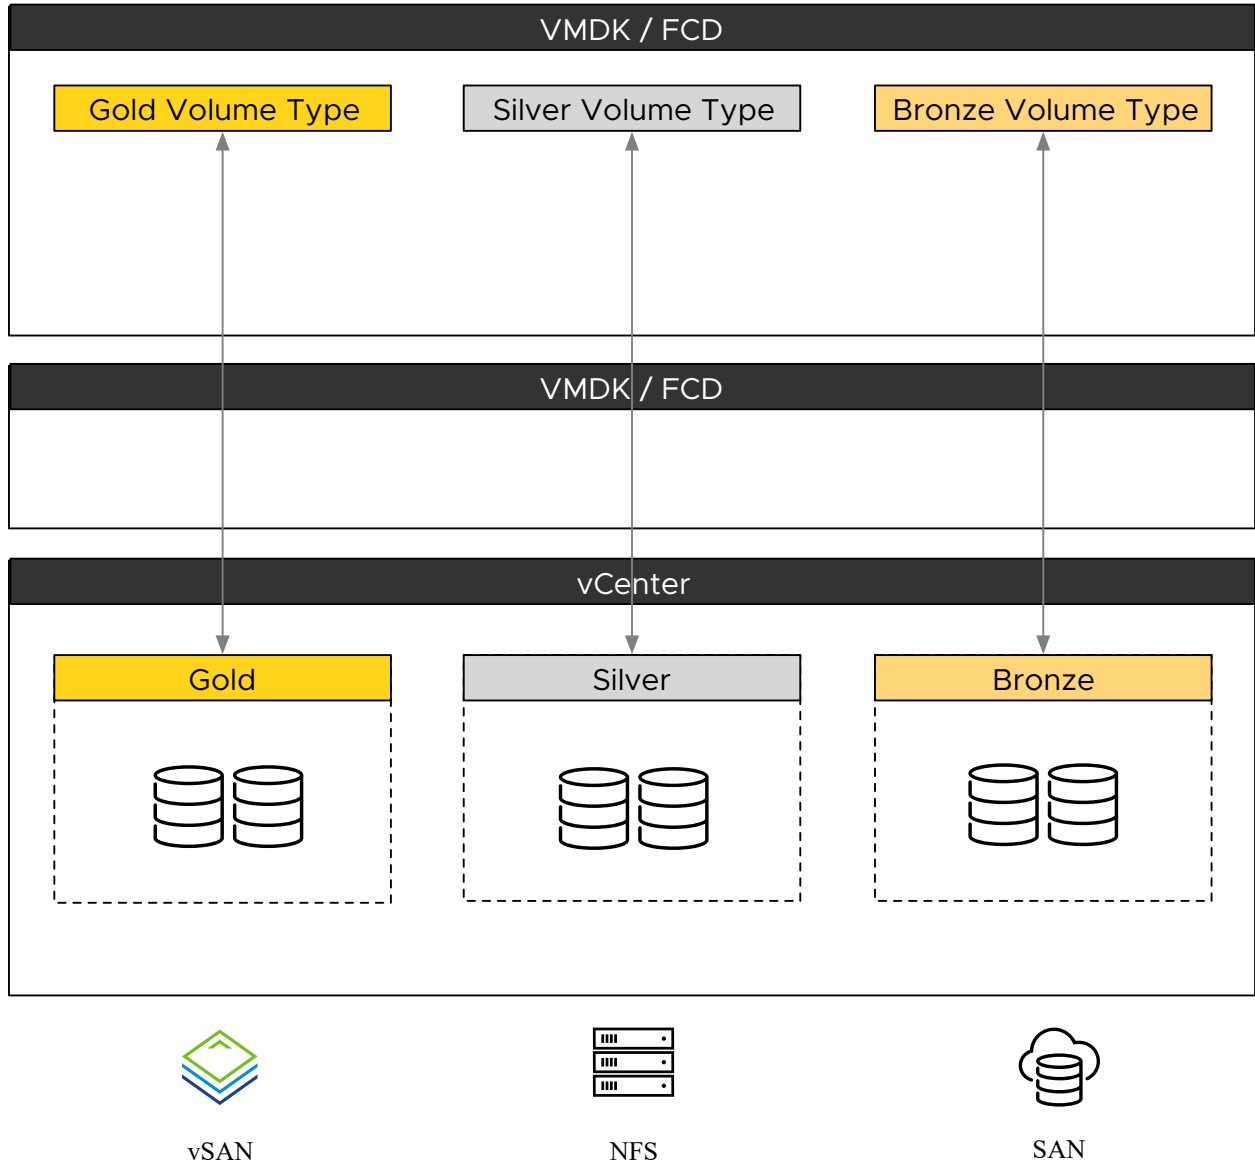 VMDK / FCD
Gold Volume Type
Silver Volume Type
Bronze Volume Type
VMDK / FCD
vCenter
Gold
Silver
Bronze
vSAN
NFS
SAN